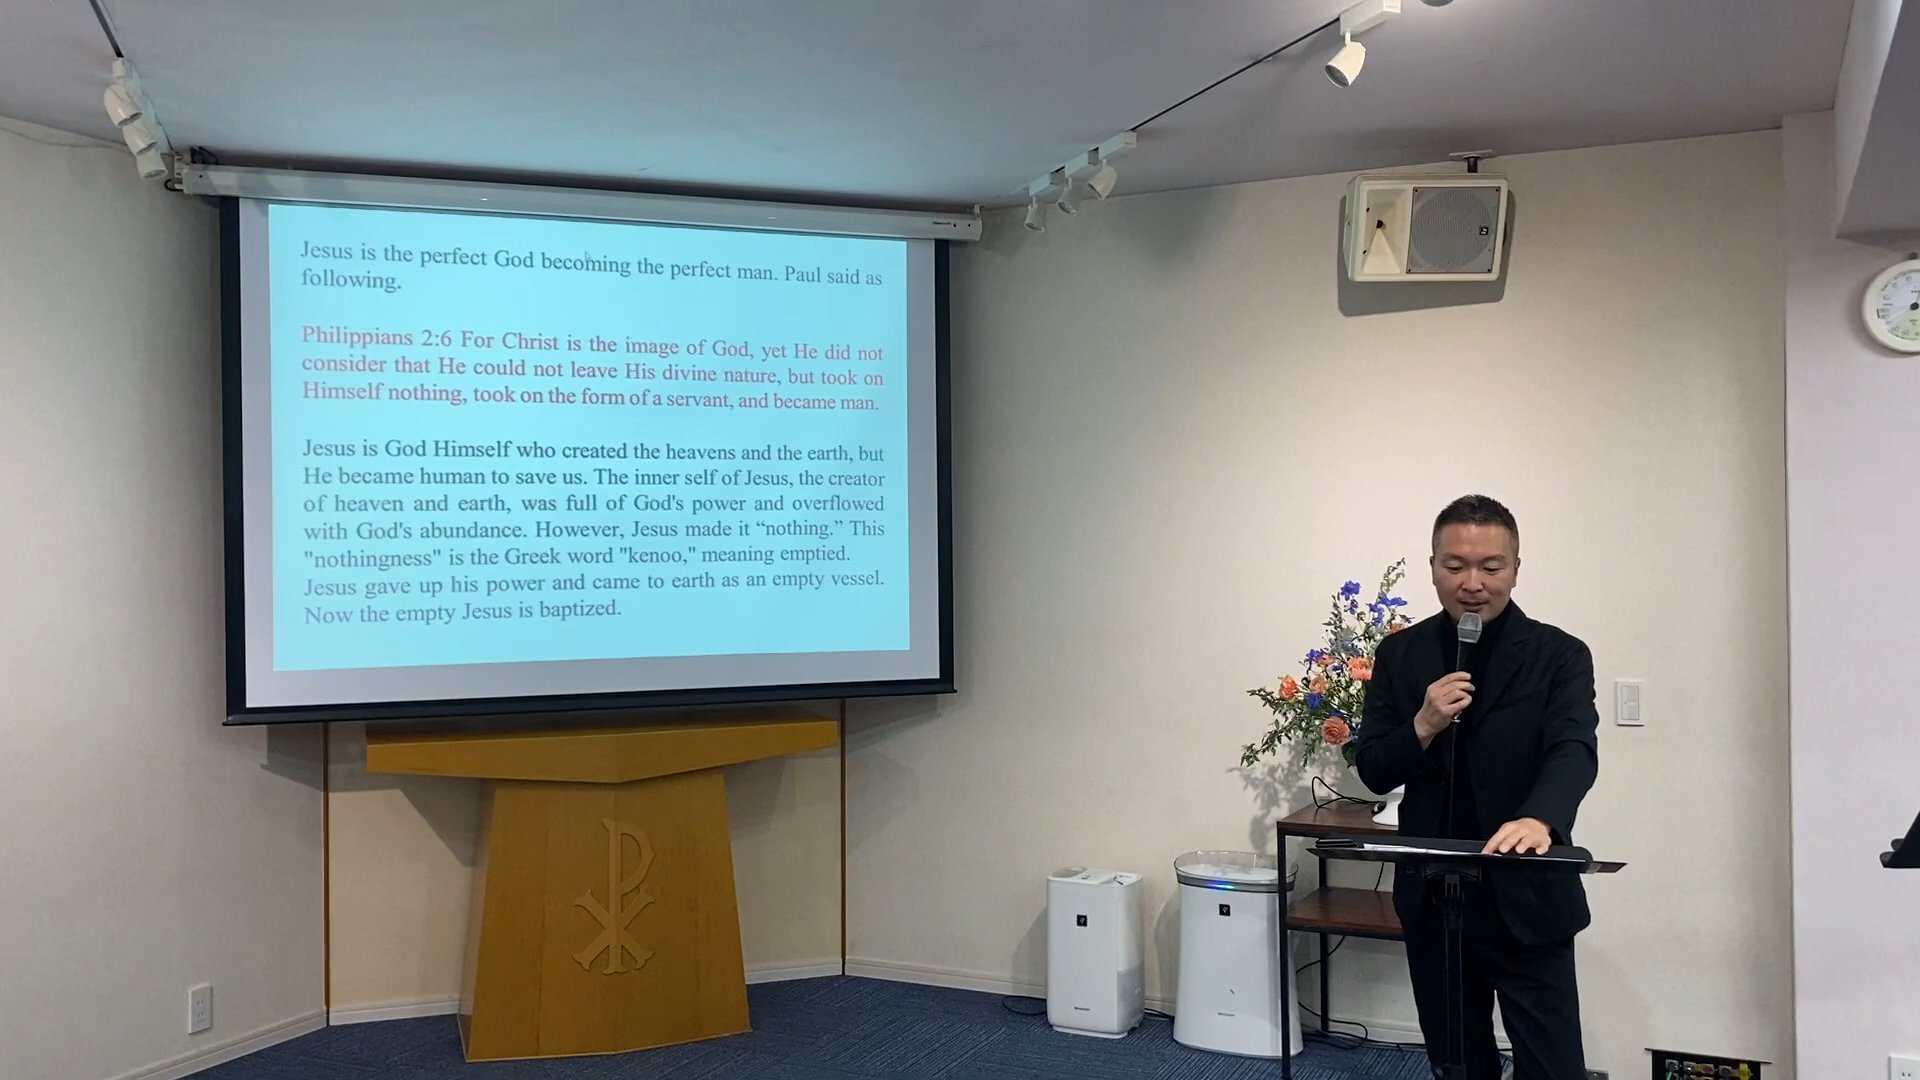 Jesus is the perfect God becoming the perfect man. Paul said as
following.
Philippians 2:6 For Christ is the image of God, yet He did not
consider that He could not leave His divine nature, but took on
Himself nothing, took on the form of a servant, and became man.
Jesus is God Himself who created the heavens and the earth, but
He became human to save us. The inner self of Jesus, the creator
of heaven and earth, was full of God's power and overflowed
with God's abundance. However, Jesus made it “nothing.” This
"nothingness" is the Greek word "kenoo," meaning emptied.
Jesus gave up his power and came to earth as an empty vessel.
Now the empty Jesus is baptized.